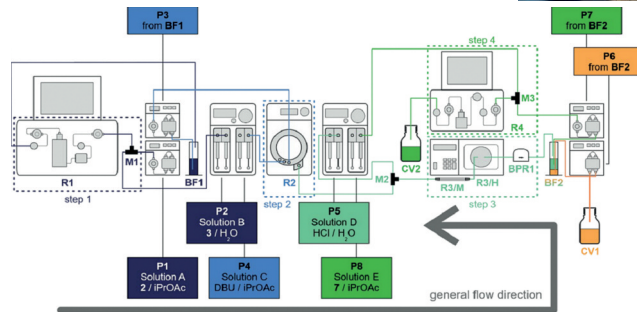 P3
from BF1
P7
from BF2
P6
from BF2
step 4
M3
R4
M1
R1
step 1
BF1
R2
step 2
CV2
M2
BPR1
R3/M
R3/H
step 3
BF2
CV1
P2
Solution B
3 / H2O
P5
Solution D
HCl / H2O
P1
Solution A
2 / iPrOAc
P4
Solution C
DBU / iPrOAc
P8
Solution E
7 / iPrOAc
general flow direction